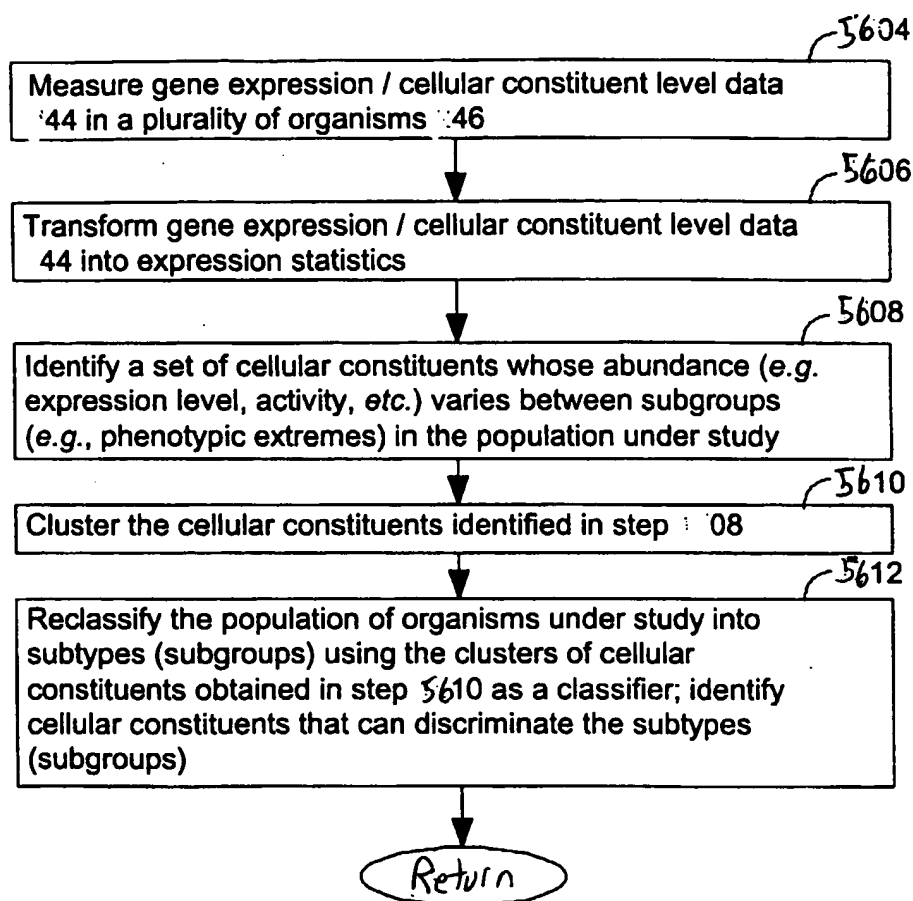 5604
Measure gene expression / cellular constituent level data
44 in a plurality of organisms 46
5606
Transform gene expression / cellular constituent level data
44 into expression statistics
5608
Identify a set of cellular constituents whose abundance (e.g.
expression level, activity, etc.) varies between subgroups
(e.g., phenotypic extremes) in the population under study
5610
Cluster the cellular constituents identified in step 08
5612
Reclassify the population of organisms under study into
subtypes (subgroups) using the clusters of cellular
constituents obtained in step 5610 as a classifier; identify
cellular constituents that can discriminate the subtypes
(subgroups)
Return